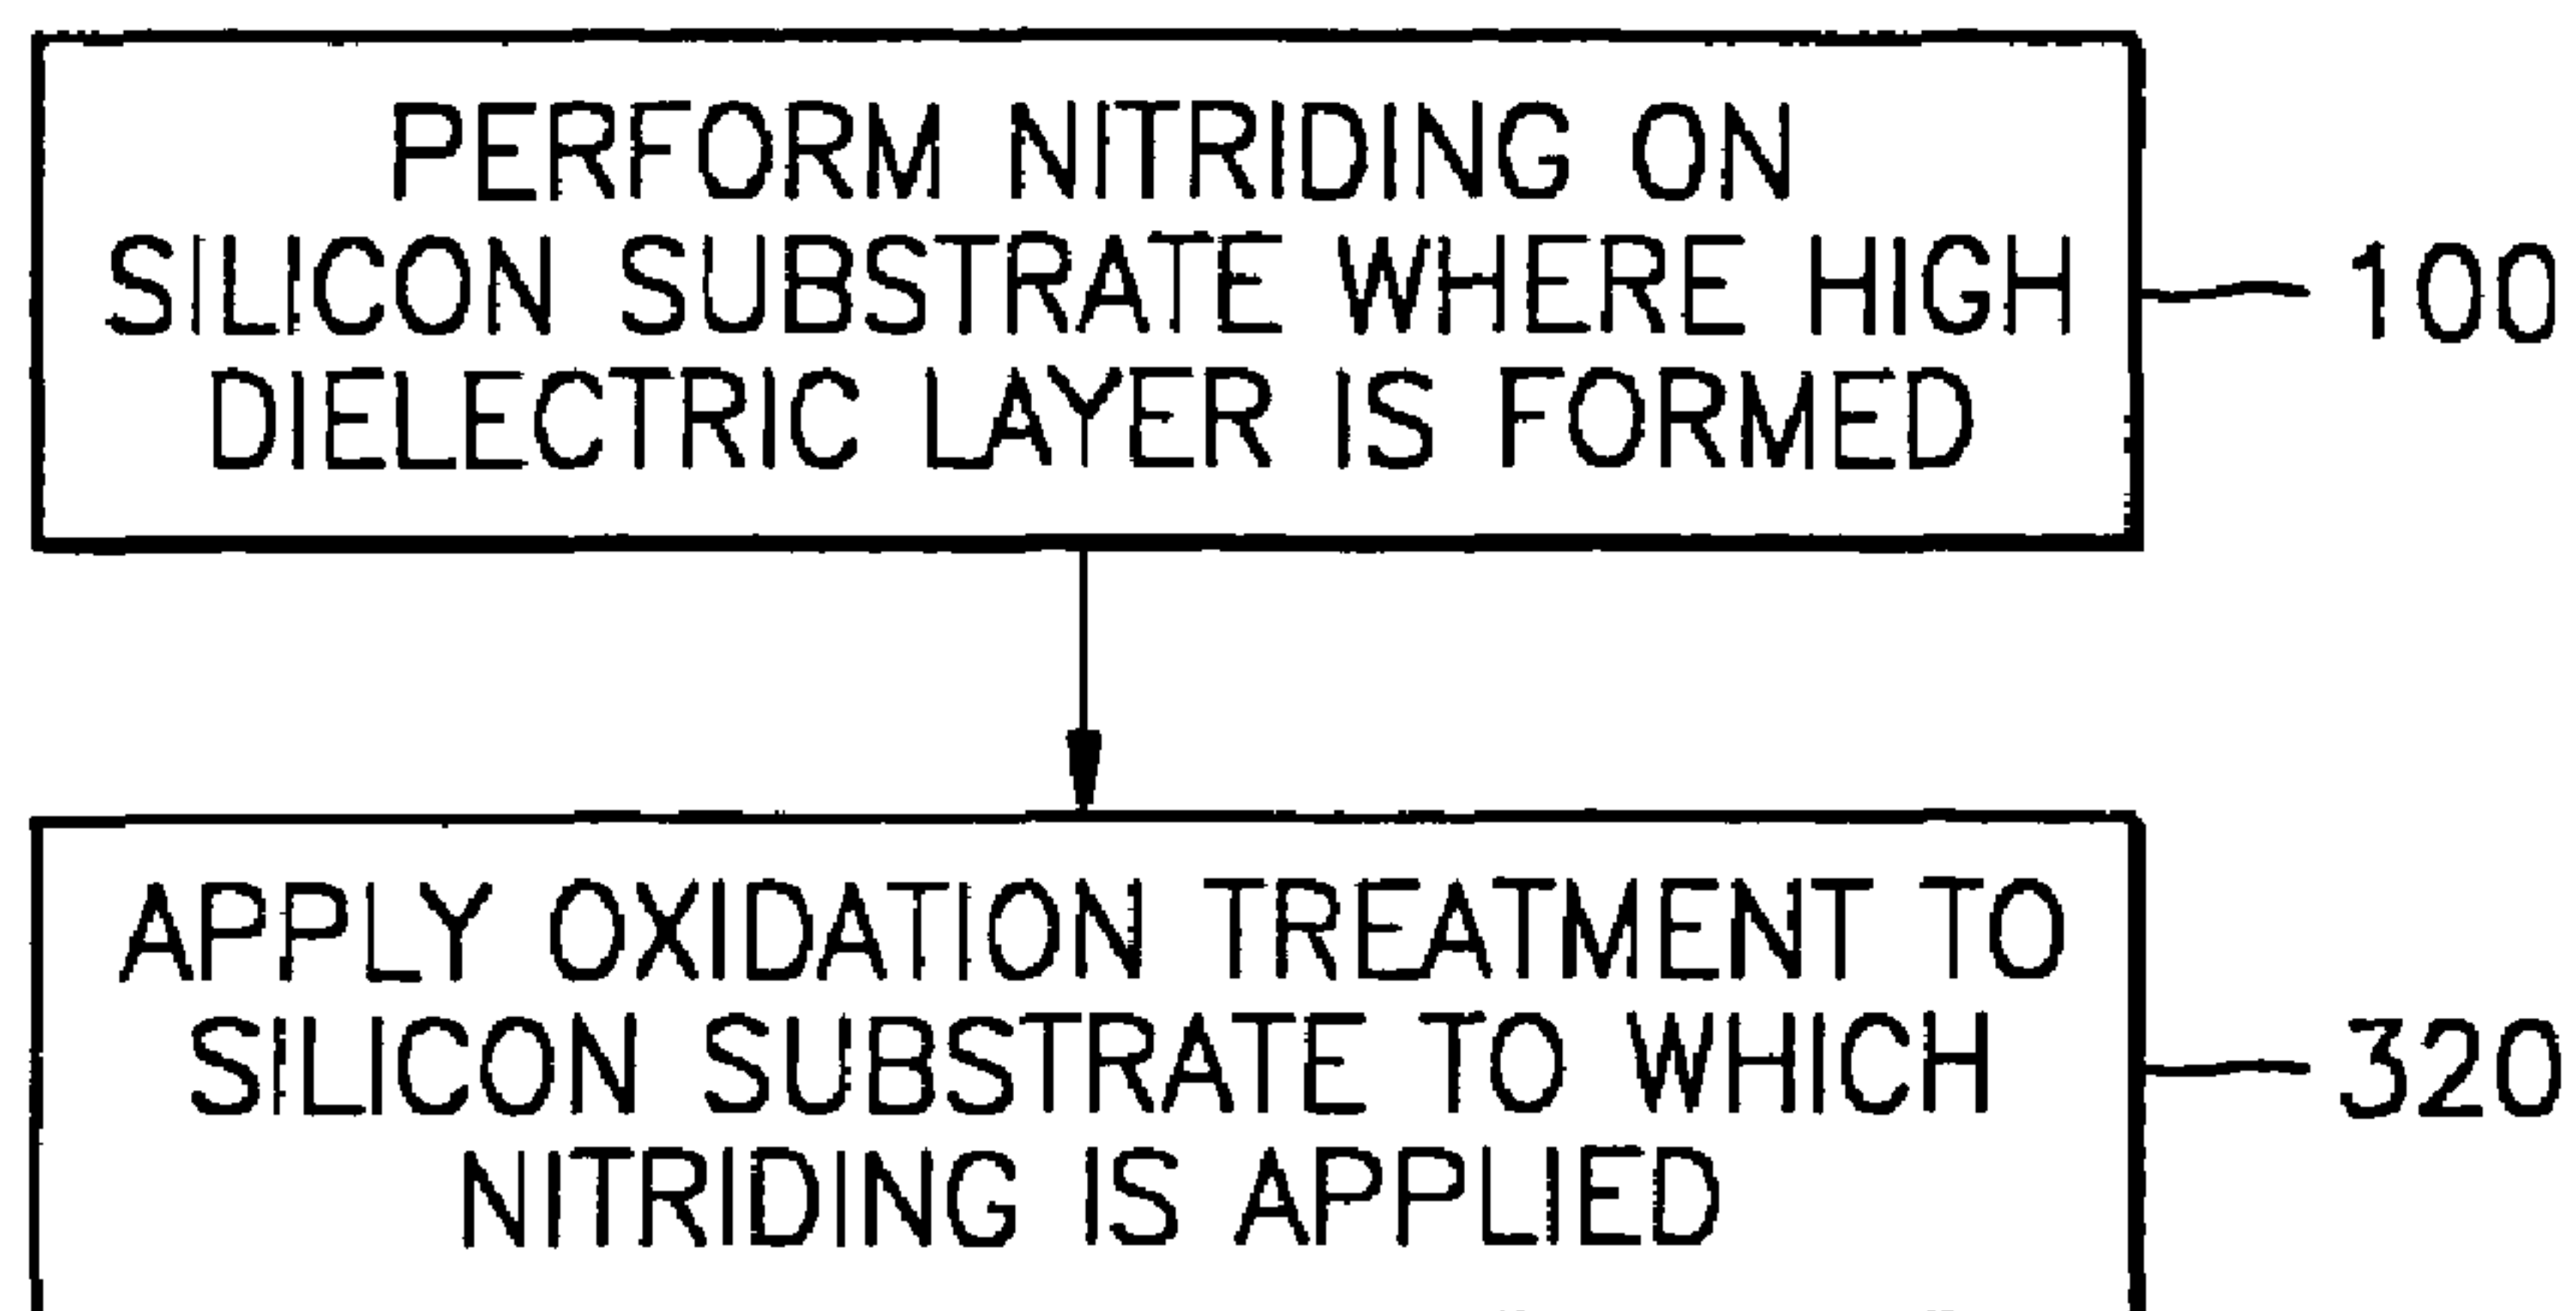 PERFORM NITRIDING ON
SILICON SUBSTRATE WHERE HIGH
DIELECTRIC LAYER IS FORMED
100
APPLY OXIDATION TREATMENT TO
SILICON SUBSTRATE TO WHICH
NITRIDING IS APPLIED
320